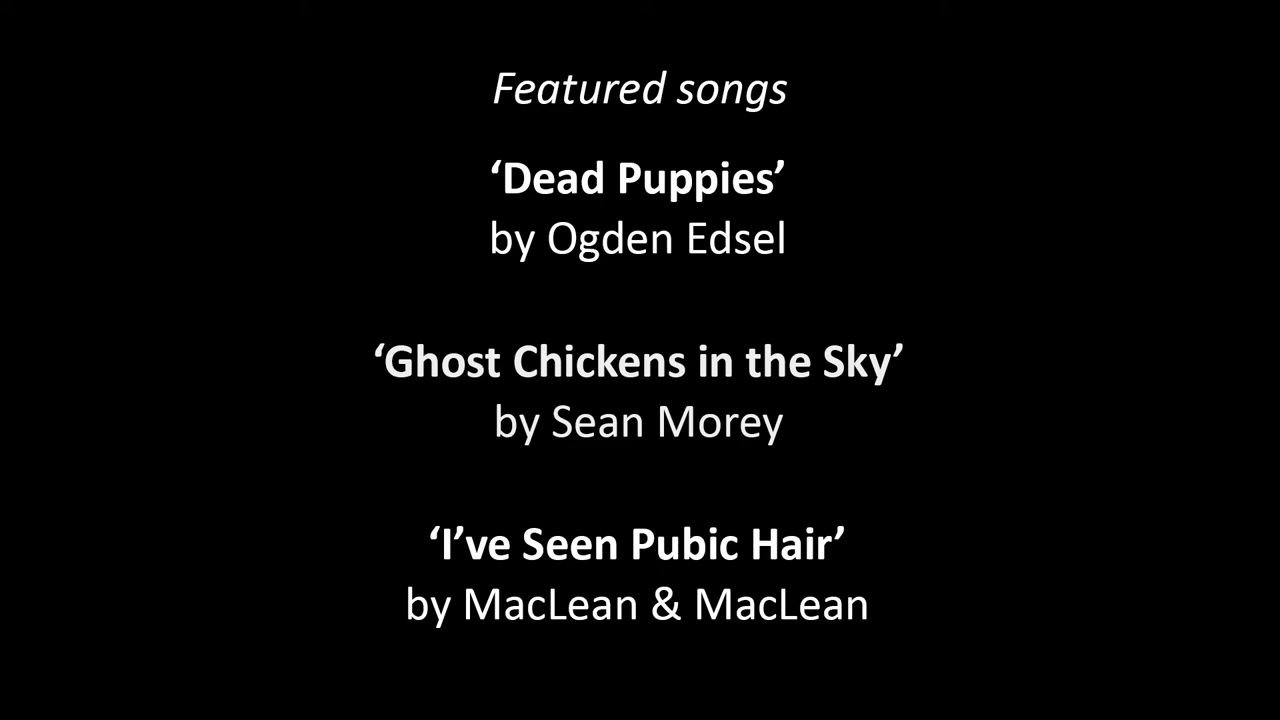 Featured songs
‘Dead Puppies’
by Ogden Edsel
‘Ghost Chickens in the Sky’
by Sean Morey
‘I’ve Seen Pubic Hair’
by MacLean & MacLean